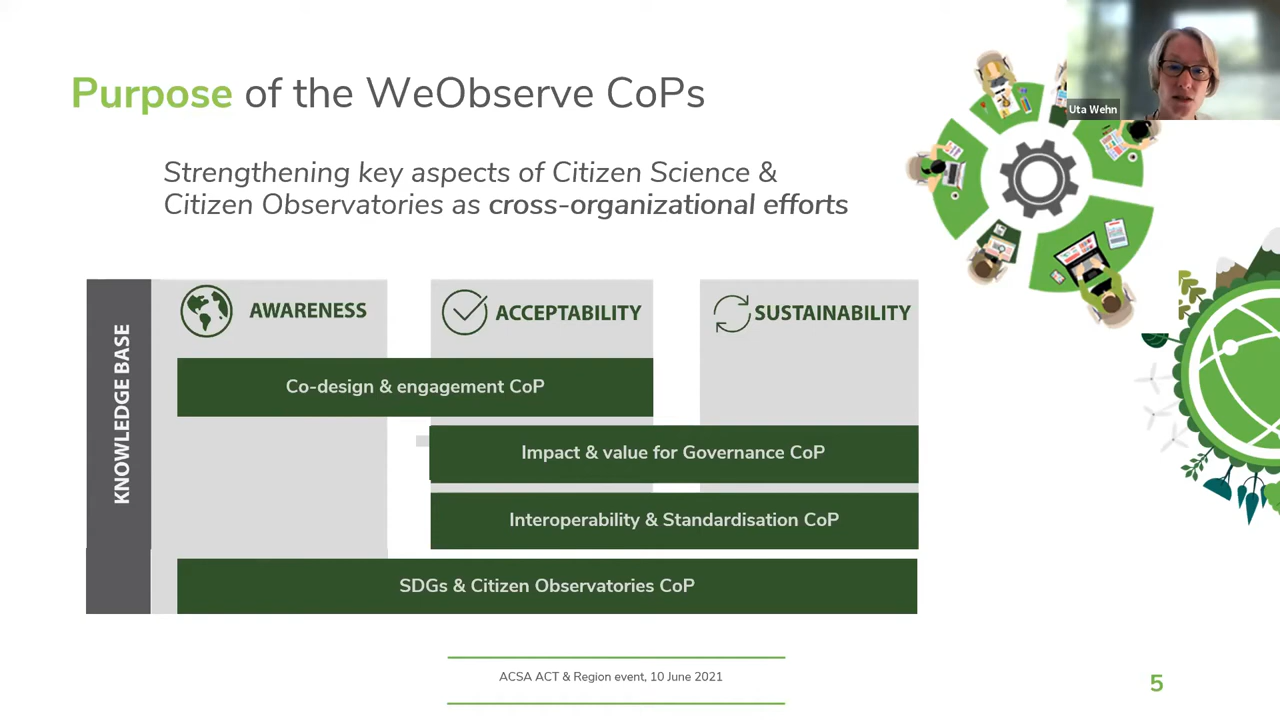 Purpose of the WeObserve CoPs
Uta Wehn
Strengthening key aspects of Citizen Science &
Citizen Observatories as cross-organizational efforts
KNOWLEDGE BASE
AWARENESS
ACCEPTABILITY
SUSTAINABILITY
Co-design & engagement CoP
Impact & value for Governance CoP
Interoperability & Standardisation CoP
SDGs & Citizen Observatories CoP
ACSA ACT & Region event, 10 June 2021
5